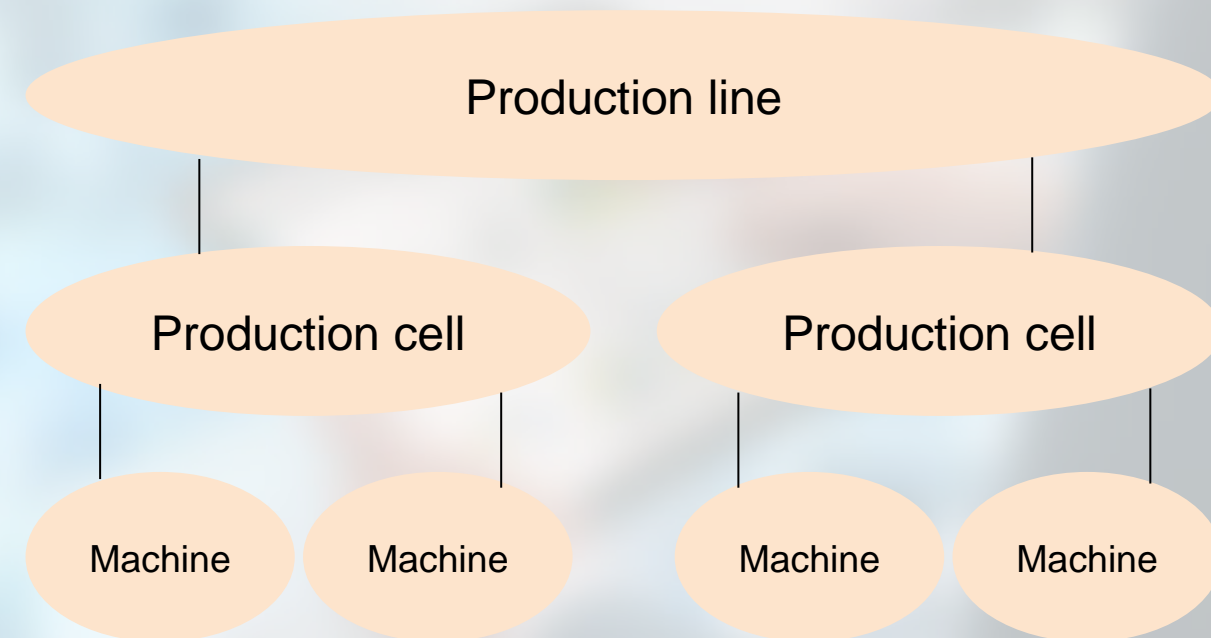 Production line
Production cell
Production cell
Machine
Machine
Machine
Machine